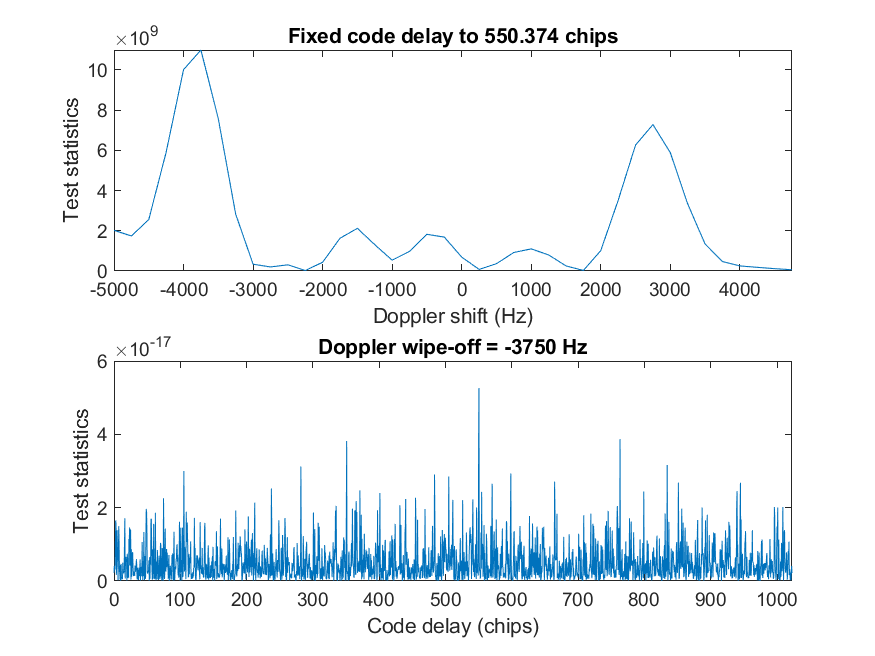 ×10^9
Fixed code delay to 550.374 chips
10
8
6
4
2
0
Test statistics
-5000 -4000 -3000 -2000 -1000 0 1000 2000 3000 4000
Doppler shift (Hz)
×10^-17
Doppler wipe-off = -3750 Hz
6
4
2
0
Test statistics
0 100 200 300 400 500 600 700 800 900 1000
Code delay (chips)